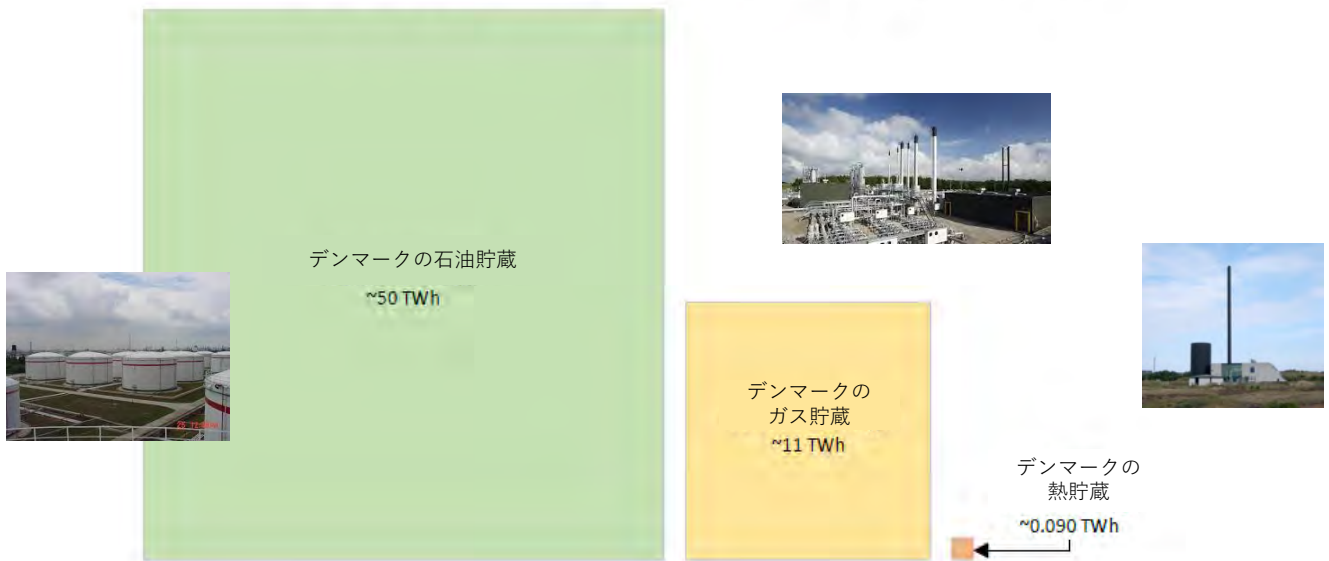 デンマークの石油貯蔵
~50 TWh
デンマークの
ガス貯蔵
~11 TWh
デンマークの
熱貯蔵
~0.090 TWh